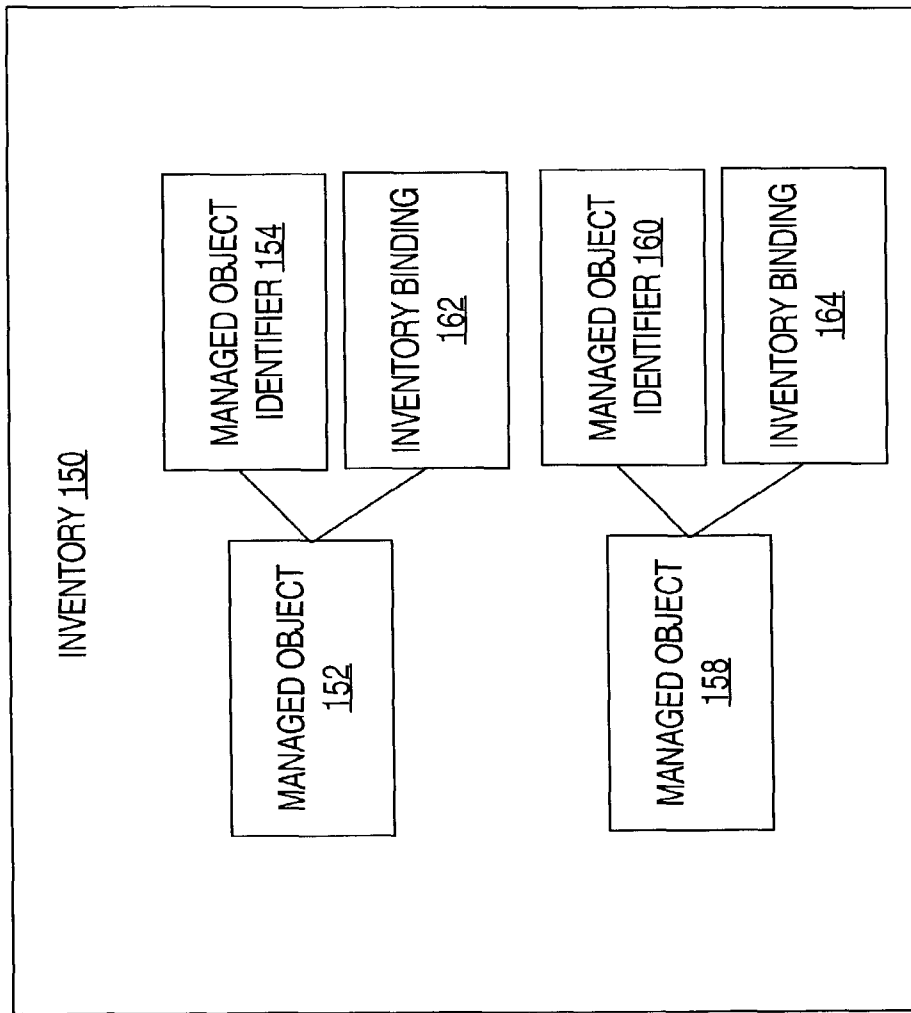 INVENTORY 150
MANAGED OBJECT
152
MANAGED OBJECT
IDENTIFIER 154
INVENTORY BINDING
162
MANAGED OBJECT
158
MANAGED OBJECT
IDENTIFIER 160
INVENTORY BINDING
164